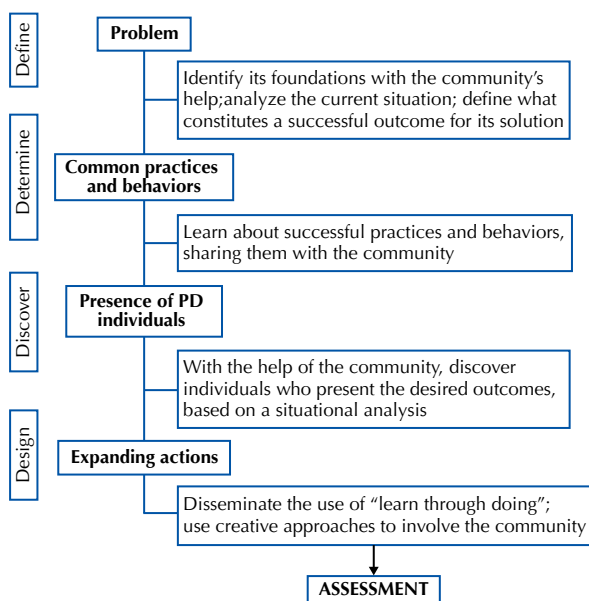 Define
Problem
Identify its foundations with the community's
help;analyze the current situation; define what
constitutes a successful outcome for its solution
Determine
Common practices
and behaviors
Learn about successful practices and behaviors,
sharing them with the community
Discover
Presence of PD
individuals
With the help of the community, discover
individuals who present the desired outcomes,
based on a situational analysis
Design
Expanding actions
Disseminate the use of “learn through doing”;
use creative approaches to involve the community
ASSESSMENT